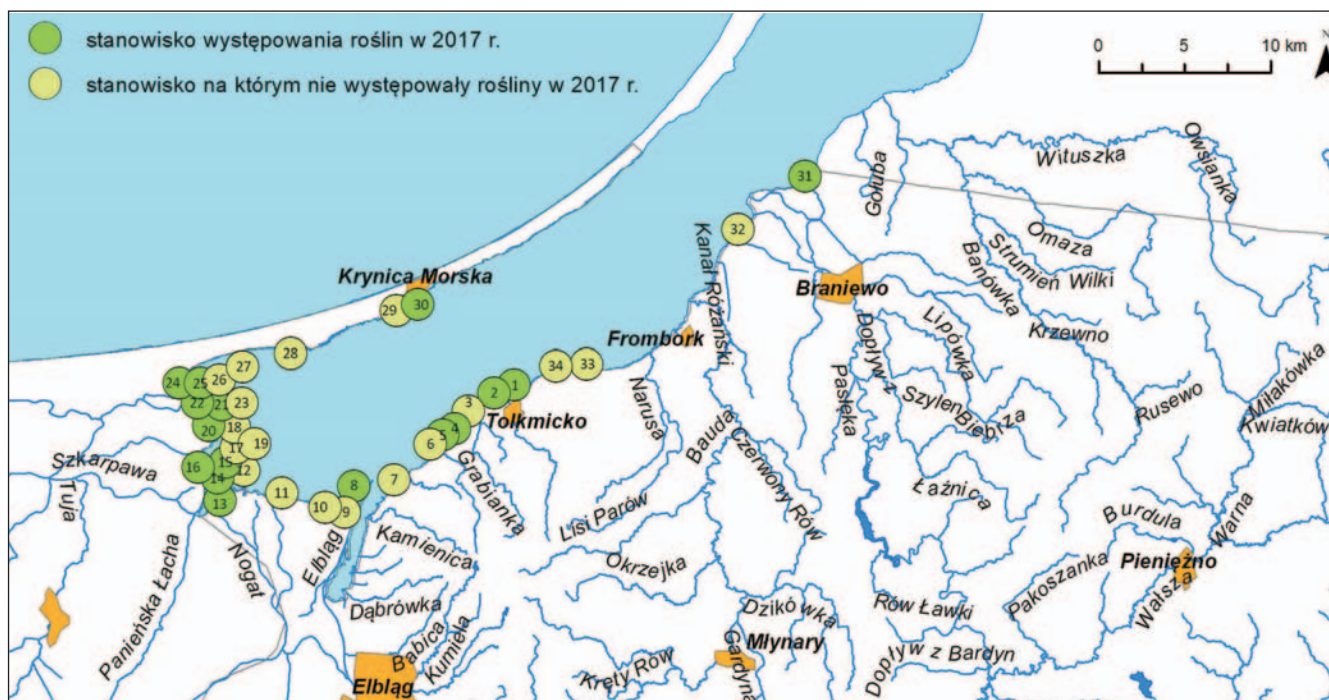 stanowisko występowania roślin w 2017 r.
stanowisko na którym nie występowały rośliny w 2017 r.
0 5 10 km
N
Wituszka
Owsianka
Gołuba
31
32
Kanał Różański
Omaza
Strumień Wilki
Banówka
Krynica Morska
29
30
Braniewo
Krzewno
Frombork
Lipówka
Dopływ z
28
27
26
25
24
23
22
21
20
19
18
17
16
15
14
13
12
11
10
9
8
7
6
5
4
3
2
1
34
33
Tolkmicko
Narusa
Bauda
Czerwony Rów
Pasłęka
Szylen
Biebrza
Rusewo
Miłakówka
Kwiatków
Szkarpawa
Tuja
Grabianka
Lisi Parów
Łaźnica
Burdula
Warna
Pieniężno
Pakoszanka
Wałsza
Panieńska Łacha
Nogat
Elbląg
Kamienica
Okrzejka
Dąbrówka
Babica
Kumiela
Elbląg
Dzikówka
Młynary
Gardyna
Kręty Rów
Rów Ławki
Dopływ z Bardyn